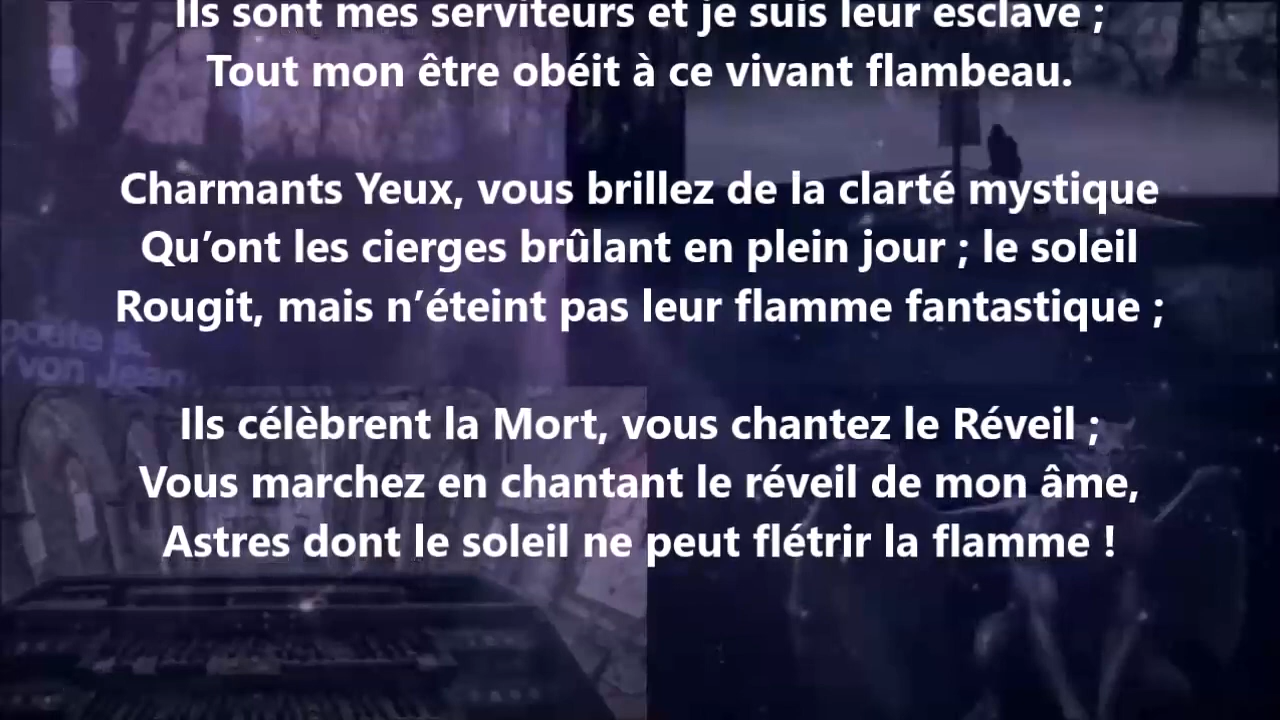 Ils sont mes serviteurs et je suis leur esclave ;
Tout mon être obéit à ce vivant flambeau.
Charmants Yeux, vous brillez de la clarté mystique
Qu’ont les cierges brûlant en plein jour ; le soleil
Rougit, mais n’éteint pas leur flamme fantastique ;
poète &
Yvon Jean
Ils célèbrent la Mort, vous chantez le Réveil ;
Vous marchez en chantant le réveil de mon âme,
Astres dont le soleil ne peut flétrir la flamme !